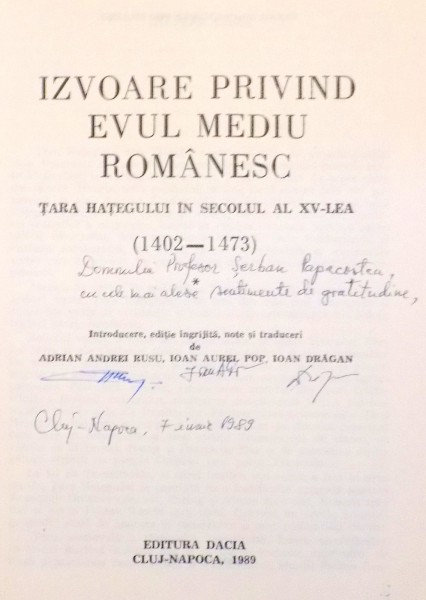 IZVOARE PRIVIND
EVUL MEDIU
ROMÂNESC
ȚARA HAȚEGULUI ÎN SECOLUL AL XV-LEA
(1402—1473)
Domnului Profesor Șerban Papacostea,
*
cu cele mai alese sentimente de gratitudine,
Introducere, ediție îngrijită, note și traduceri
de
ADRIAN ANDREI RUSU, IOAN AUREL POP, IOAN DRĂGAN
Cluj-Napoca, 7 iunie 1989
EDITURA DACIA
CLUJ-NAPOCA, 1989